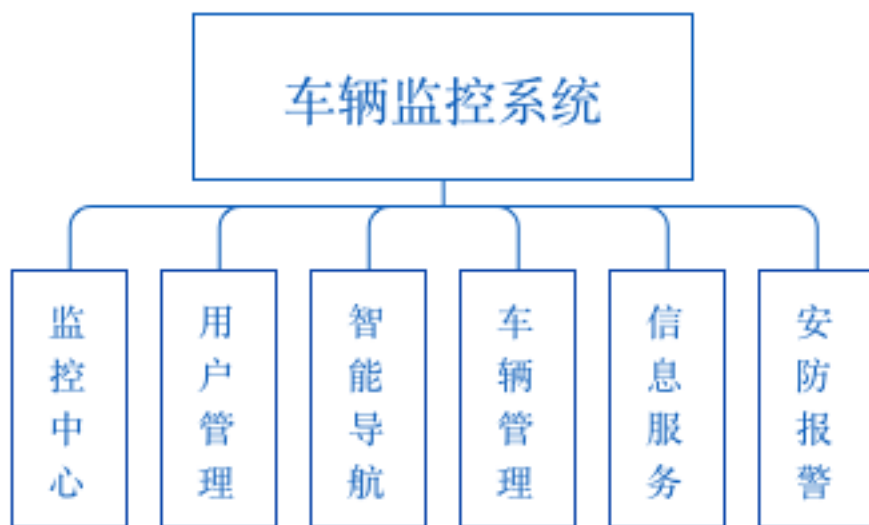 车辆监控系统
监控中心
用户管理
智能导航
车辆管理
信息服务
安防报警